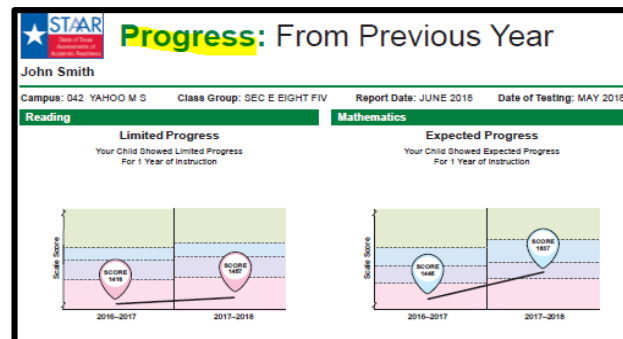 STAAR
State of Texas
Assessments of
Academic Readiness
Progress: From Previous Year
John Smith
Campus: 042 YAHOO M S Class Group: SEC E EIGHT FIV Report Date: JUNE 2018 Date of Testing: MAY 2018
Reading
Limited Progress
Your Child Showed Limited Progress
For 1 Year of Instruction
Scale Score
SCORE
1416
SCORE
1457
2016–2017
2017–2018
Mathematics
Expected Progress
Your Child Showed Expected Progress
For 1 Year of Instruction
Scale Score
SCORE
1448
SCORE
1637
2016–2017
2017–2018